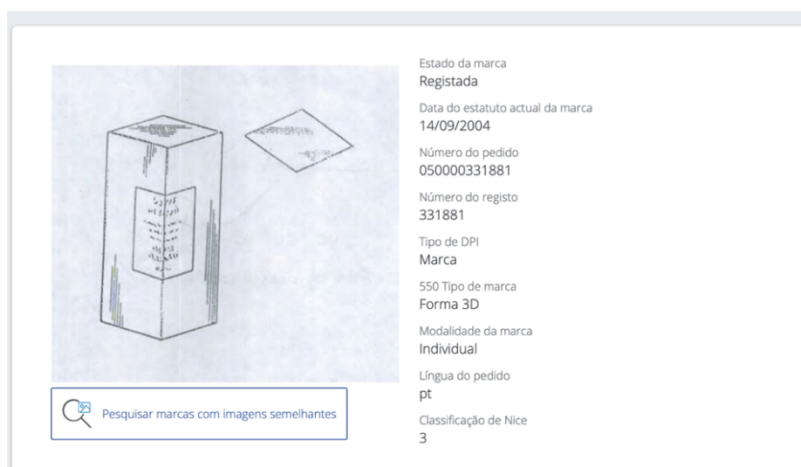 Estado da marca
Registada
Data do estatuto actual da marca
14/09/2004
Número do pedido
050000331881
Número do registo
331881
Tipo de DPI
Marca
550 Tipo de marca
Forma 3D
Modalidade da marca
Individual
Língua do pedido
pt
Classificação de Nice
3
Pesquisar marcas com imagens semelhantes